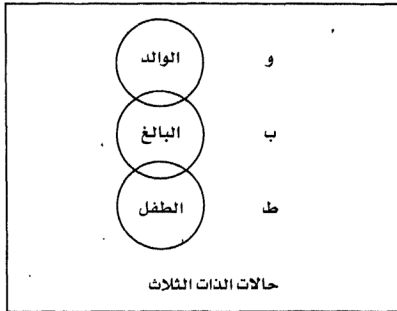 و الوالد
ب البالغ
ط الطفل
حالات الذات الثلاث